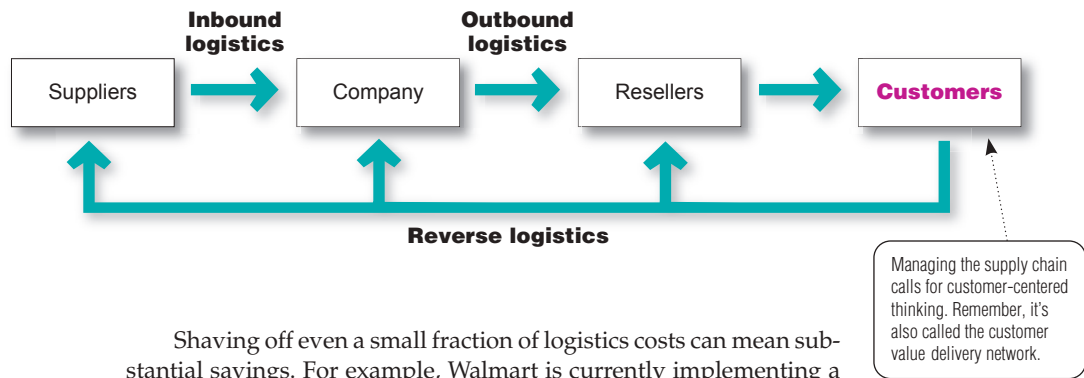 Inbound
logistics
Outbound
logistics
Suppliers
Company
Resellers
Customers
Reverse logistics
Managing the supply chain
calls for customer-centered
thinking. Remember, it's
also called the customer
value delivery network.
Shaving off even a small fraction of logistics costs can mean sub-
stantial savings. For example, Walmart is currently implementing a